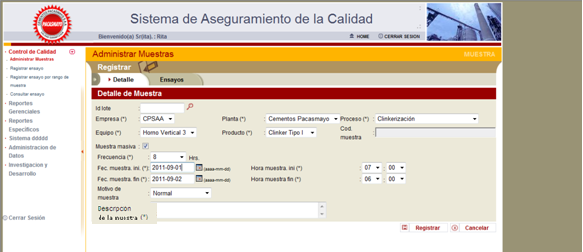 Sistema de Aseguramiento de la Calidad
Bienvenido(a) Sr(ita). : Rita
HOME
CERRAR SESIÓN
Control de Calidad
Administrar Muestras
Registrar ensayo
Registrar ensayo por rango de
muestra
Consultar ensayo
Reportes
Gerenciales
Reportes
Especificos
Sistema ddddd
Administracion de
Datos
Investigacion y
Desarrollo
Cerrar Sesión
Administrar Muestras
MUESTRA
Registrar
Detalle
Ensayos
Detalle de Muestra
Id lote :
Empresa (*) : CPSAA
Planta (*) : Cementos Pacasmayo
Proceso (*) : Clinkerización
Equipo (*) : Horno Vertical 3
Producto (*) : Clinker Tipo I
Cod.
muestra :
Muestra masiva :
Frecuencia (*) : 8 Hrs.
Fec. muestra. ini. (*): 2011-09-01 (aaaa-mm-dd)
Hora muestra. ini (*) : 07 : 00
Fec. muestra. fin (*): 2011-09-02 (aaaa-mm-dd)
Hora muestra fin (*) : 06 : 00
Motivo de
muestra : Normal
Descripción
de la muestra (*) :
Registrar
Cancelar